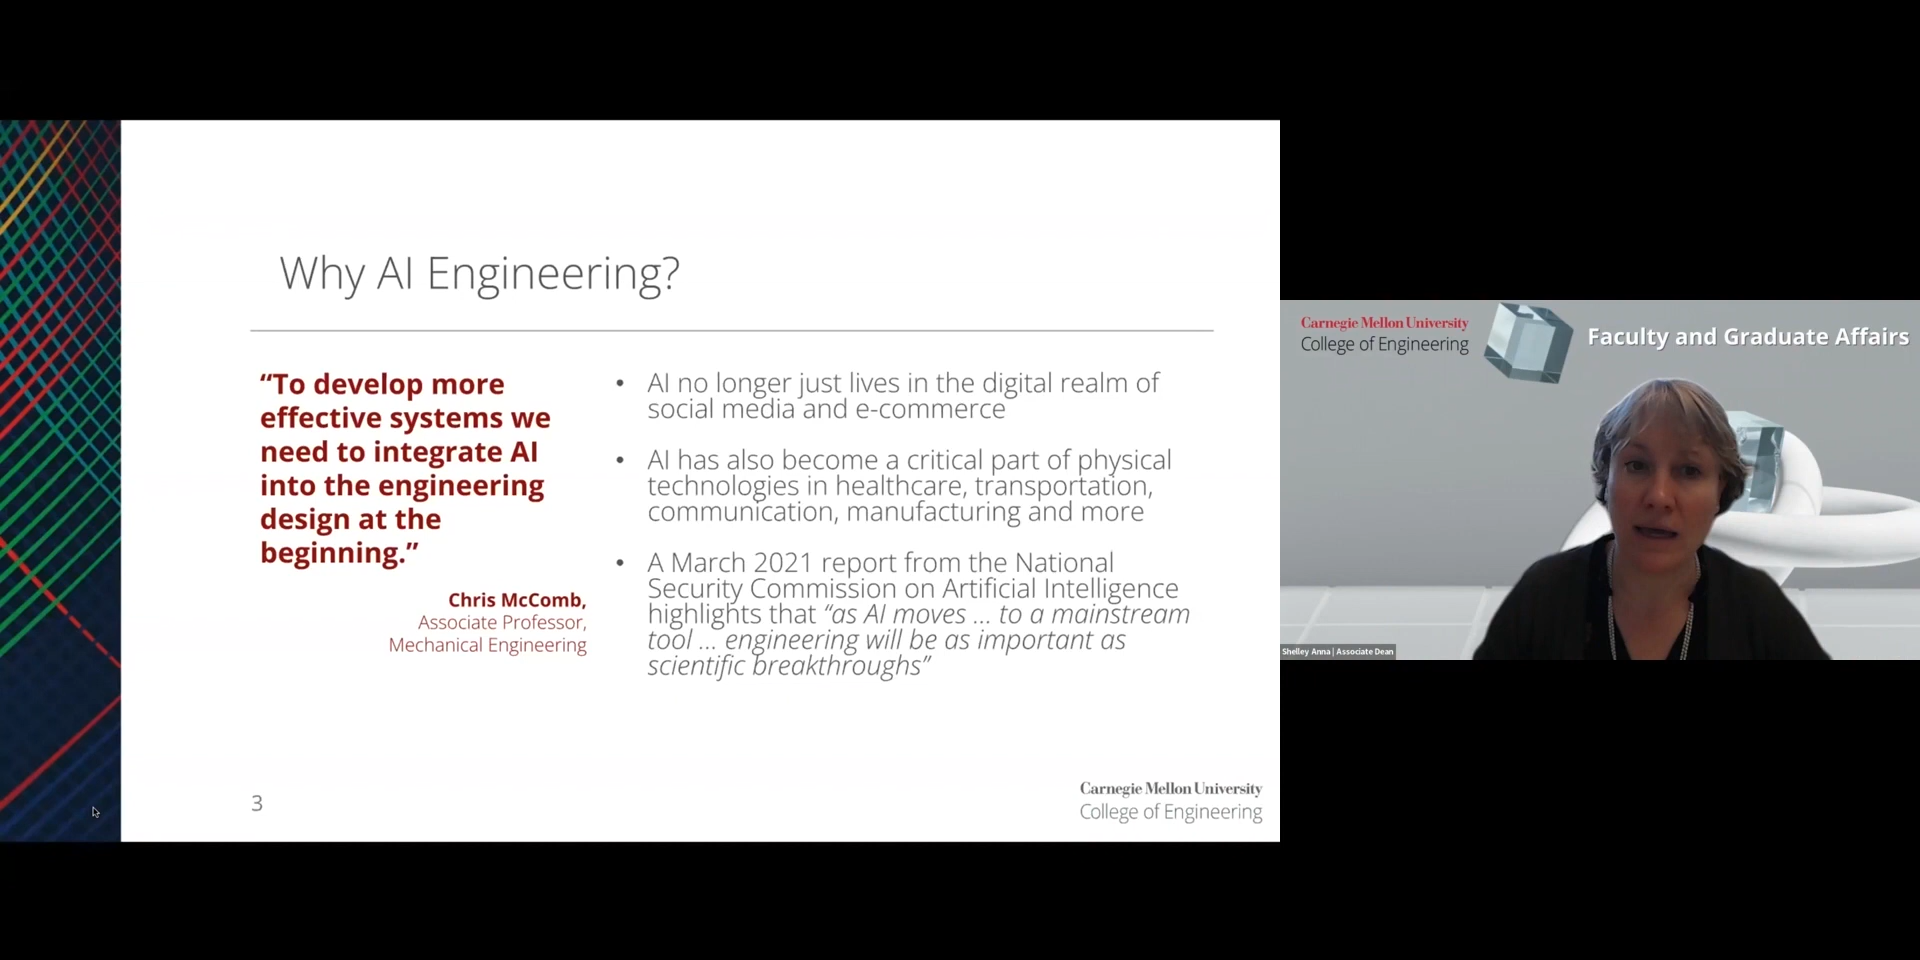 Why AI Engineering?
“To develop more
effective systems we
need to integrate AI
into the engineering
design at the
beginning.”
Chris McComb,
Associate Professor,
Mechanical Engineering
• AI no longer just lives in the digital realm of
social media and e-commerce
• AI has also become a critical part of physical
technologies in healthcare, transportation,
communication, manufacturing and more
• A March 2021 report from the National
Security Commission on Artificial Intelligence
highlights that “as AI moves ... to a mainstream
tool ... engineering will be as important as
scientific breakthroughs”
3
Carnegie Mellon University
College of Engineering
Carnegie Mellon University
College of Engineering
Faculty and Graduate Affairs
Shelley Anna | Associate Dean